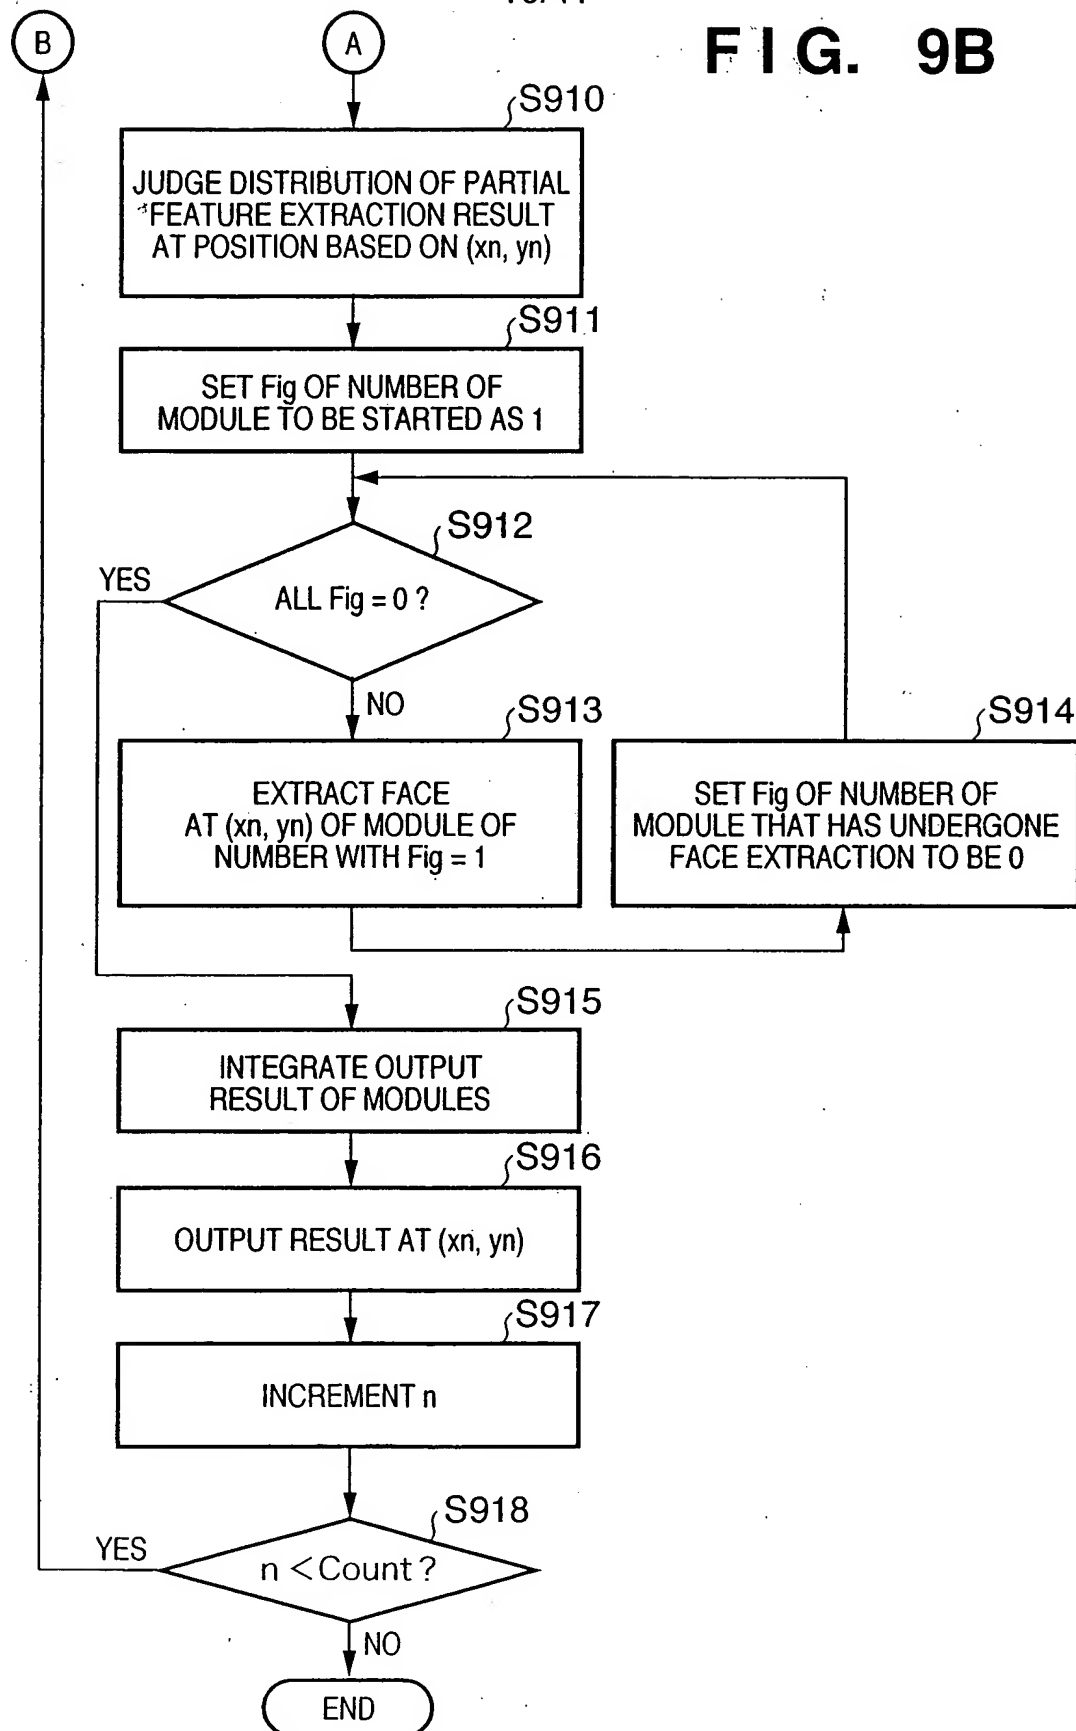 B
A
F I G. 9B
S910
JUDGE DISTRIBUTION OF PARTIAL
FEATURE EXTRACTION RESULT
AT POSITION BASED ON (xn, yn)
S911
SET Fig OF NUMBER OF
MODULE TO BE STARTED AS 1
S912
YES
ALL Fig = 0 ?
NO
S913
EXTRACT FACE
AT (xn, yn) OF MODULE OF
NUMBER WITH Fig = 1
S914
SET Fig OF NUMBER OF
MODULE THAT HAS UNDERGONE
FACE EXTRACTION TO BE 0
S915
INTEGRATE OUTPUT
RESULT OF MODULES
S916
OUTPUT RESULT AT (xn, yn)
S917
INCREMENT n
S918
YES
n < Count ?
NO
END